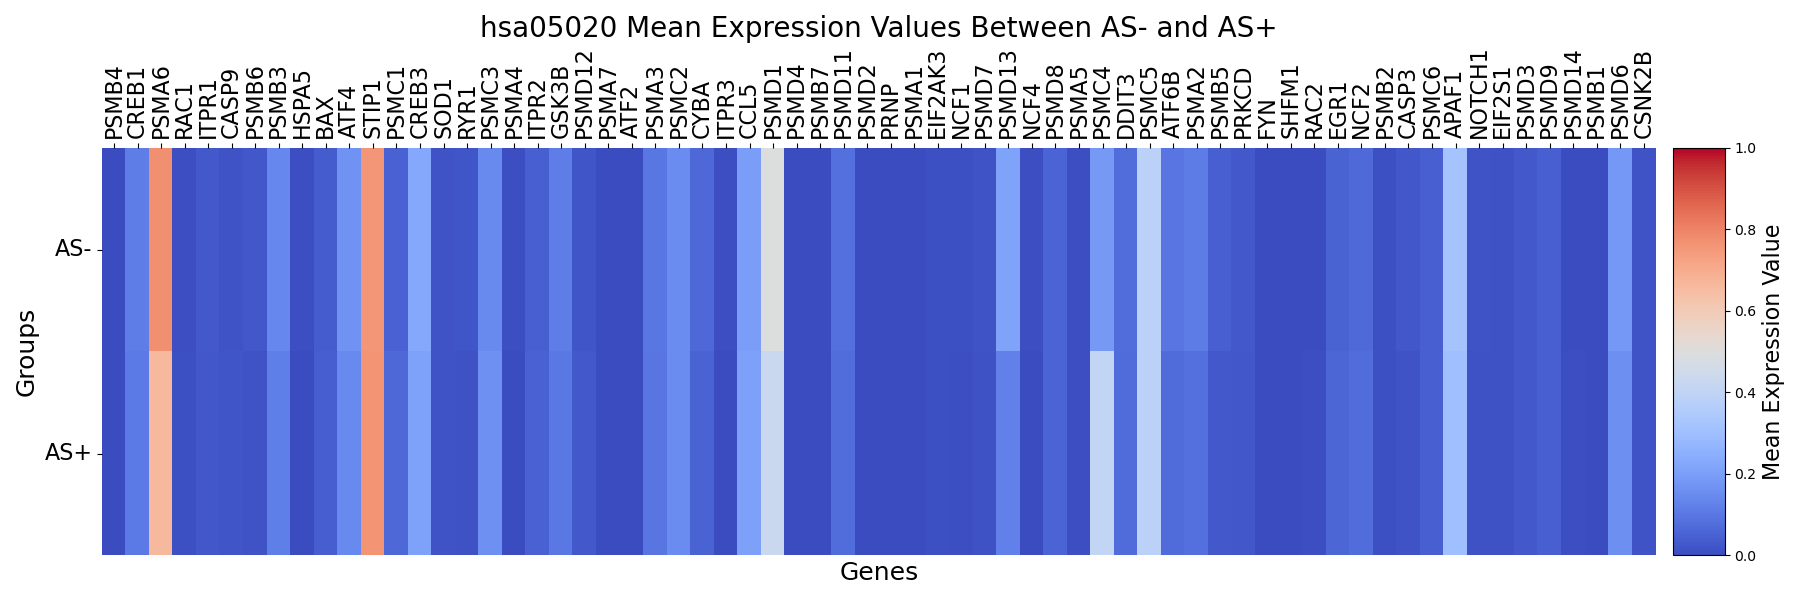 hsa05020 Mean Expression Values Between AS- and AS+
PSMB4
CREB1
PSMA6
RAC1
ITPR1
CASP9
PSMB6
PSMB3
HSPA5
BAX
ATF4
STIP1
PSMC1
CREB3
SOD1
RYR1
PSMC3
PSMA4
ITPR2
GSK3B
PSMD12
PSMA7
ATF2
PSMA3
PSMC2
CYBA
ITPR3
CCL5
PSMD1
PSMD4
PSMB7
PSMD11
PSMD2
PRNP
PSMA1
EIF2AK3
NCF1
PSMD7
PSMD13
NCF4
PSMD8
PSMA5
PSMC4
DDIT3
PSMC5
ATF6B
PSMA2
PSMB5
PRKCD
FYN
SHFM1
RAC2
EGR1
NCF2
PSMB2
CASP3
PSMC6
APAF1
NOTCH1
EIF2S1
PSMD3
PSMD9
PSMD14
PSMB1
PSMD6
CSNK2B
Groups
AS-
AS+
Genes
1.0
0.8
0.6
0.4
0.2
0.0
Mean Expression Value